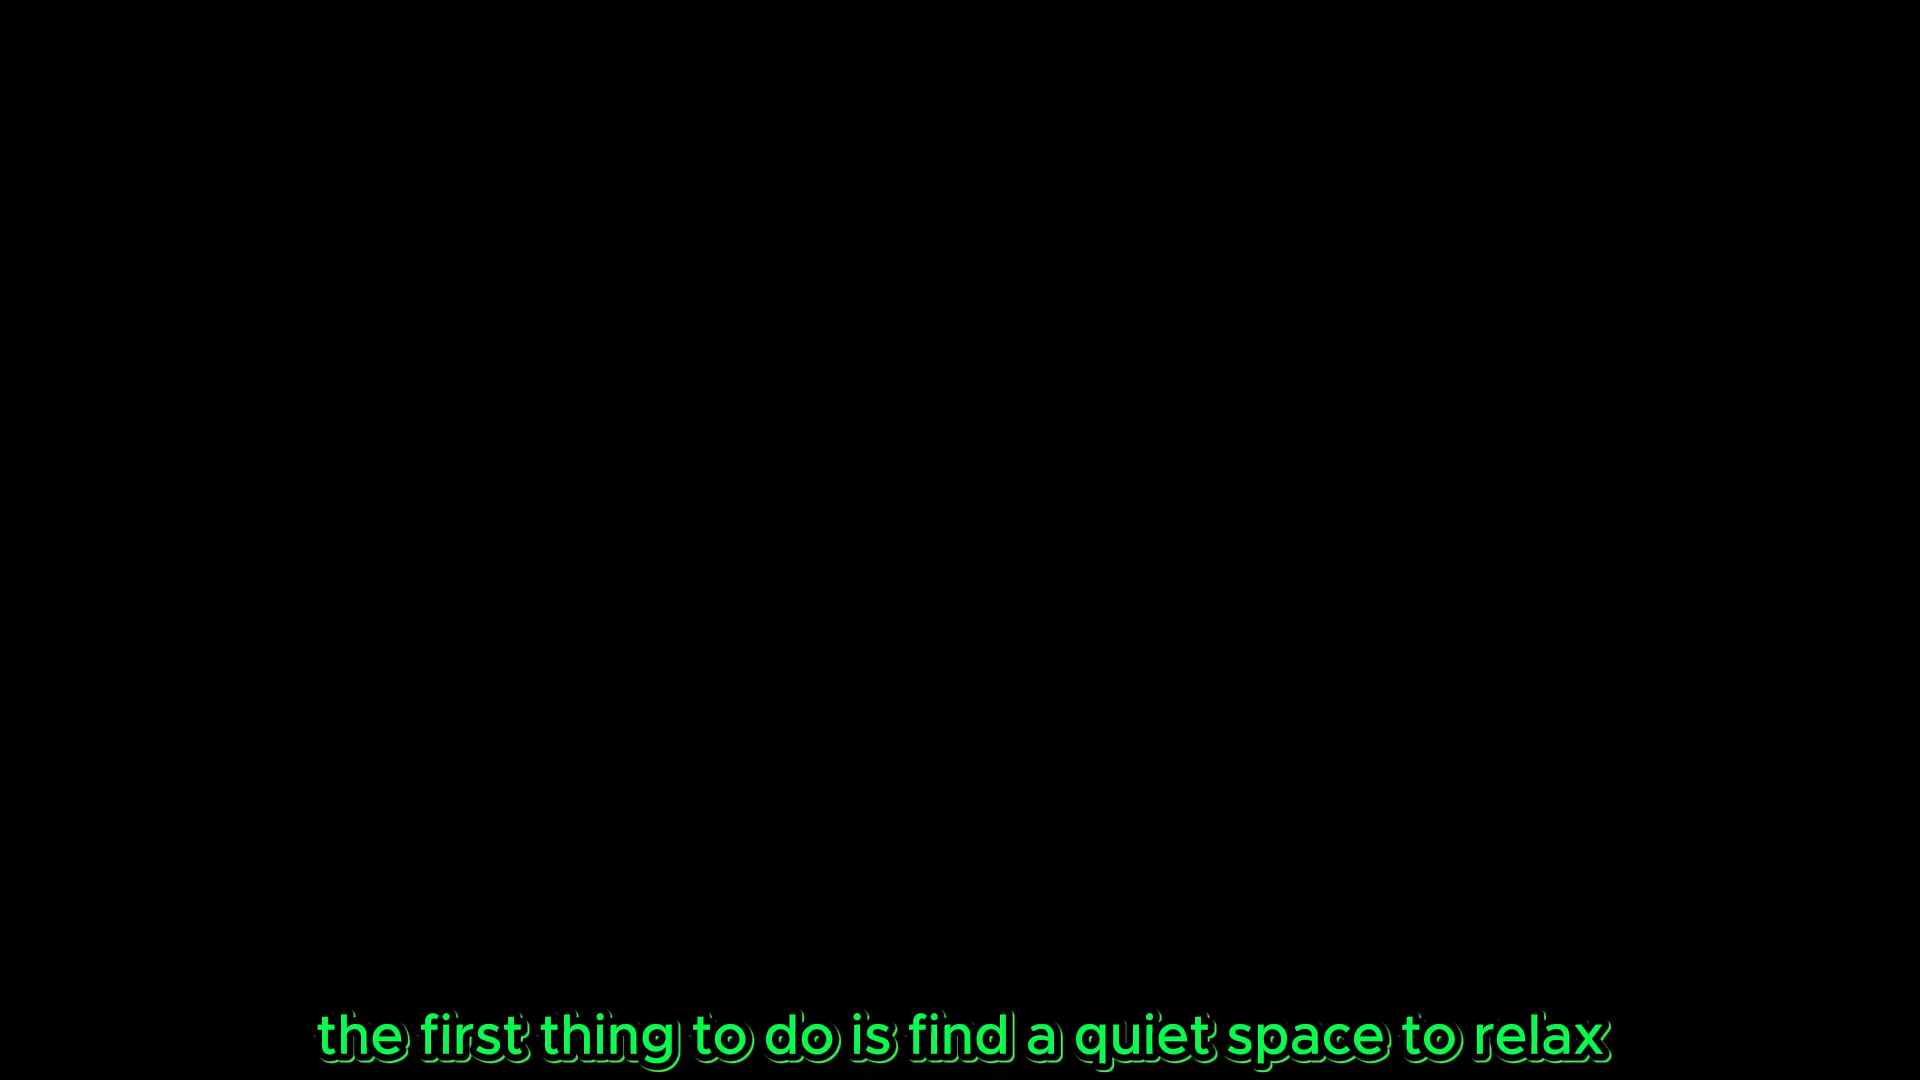 the first thing to do is find a quiet space to relax